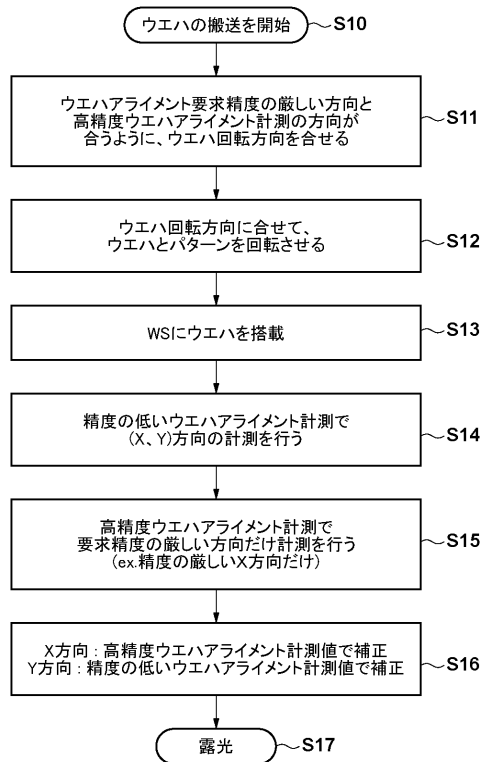 ウエハの搬送を開始 S10
ウエハアライメント要求精度の厳しい方向と
高精度ウエハアライメント計測の方向が
合うように、ウエハ回転方向を合せる
S11
ウエハ回転方向に合せて、
ウエハとパターンを回転させる
S12
WSにウエハを搭載 S13
精度の低いウエハアライメント計測で
(X、Y)方向の計測を行う
S14
高精度ウエハアライメント計測で
要求精度の厳しい方向だけ計測を行う
(ex.精度の厳しいX方向だけ)
S15
X方向：高精度ウエハアライメント計測値で補正
Y方向：精度の低いウエハアライメント計測値で補正
S16
露光 S17